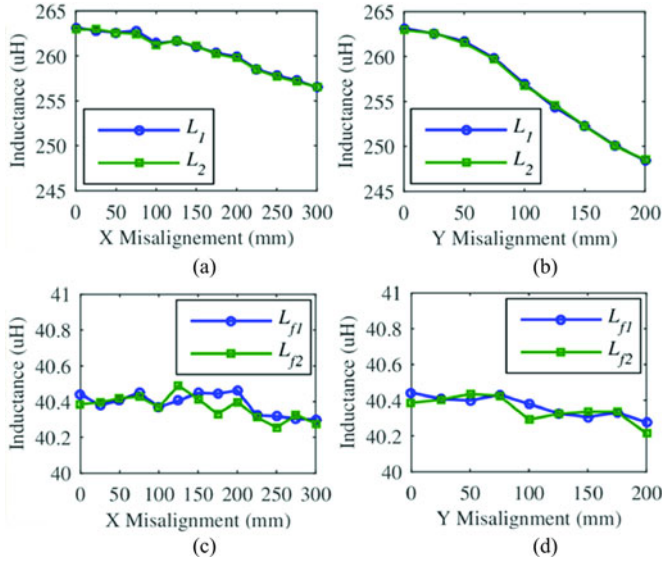 265
260
255
250
245
Inductance (uH)
L1
L2
0 50 100 150 200 250 300
X Misalignement (mm)
(a)
265
260
255
250
245
Inductance (uH)
L1
L2
0 50 100 150 200
Y Misalignment (mm)
(b)
41
40.8
40.6
40.4
40.2
40
Inductance (uH)
Lf1
Lf2
0 50 100 150 200 250 300
X Misalignment (mm)
(c)
41
40.8
40.6
40.4
40.2
40
Inductance (uH)
Lf1
Lf2
0 50 100 150 200
Y Misalignment (mm)
(d)